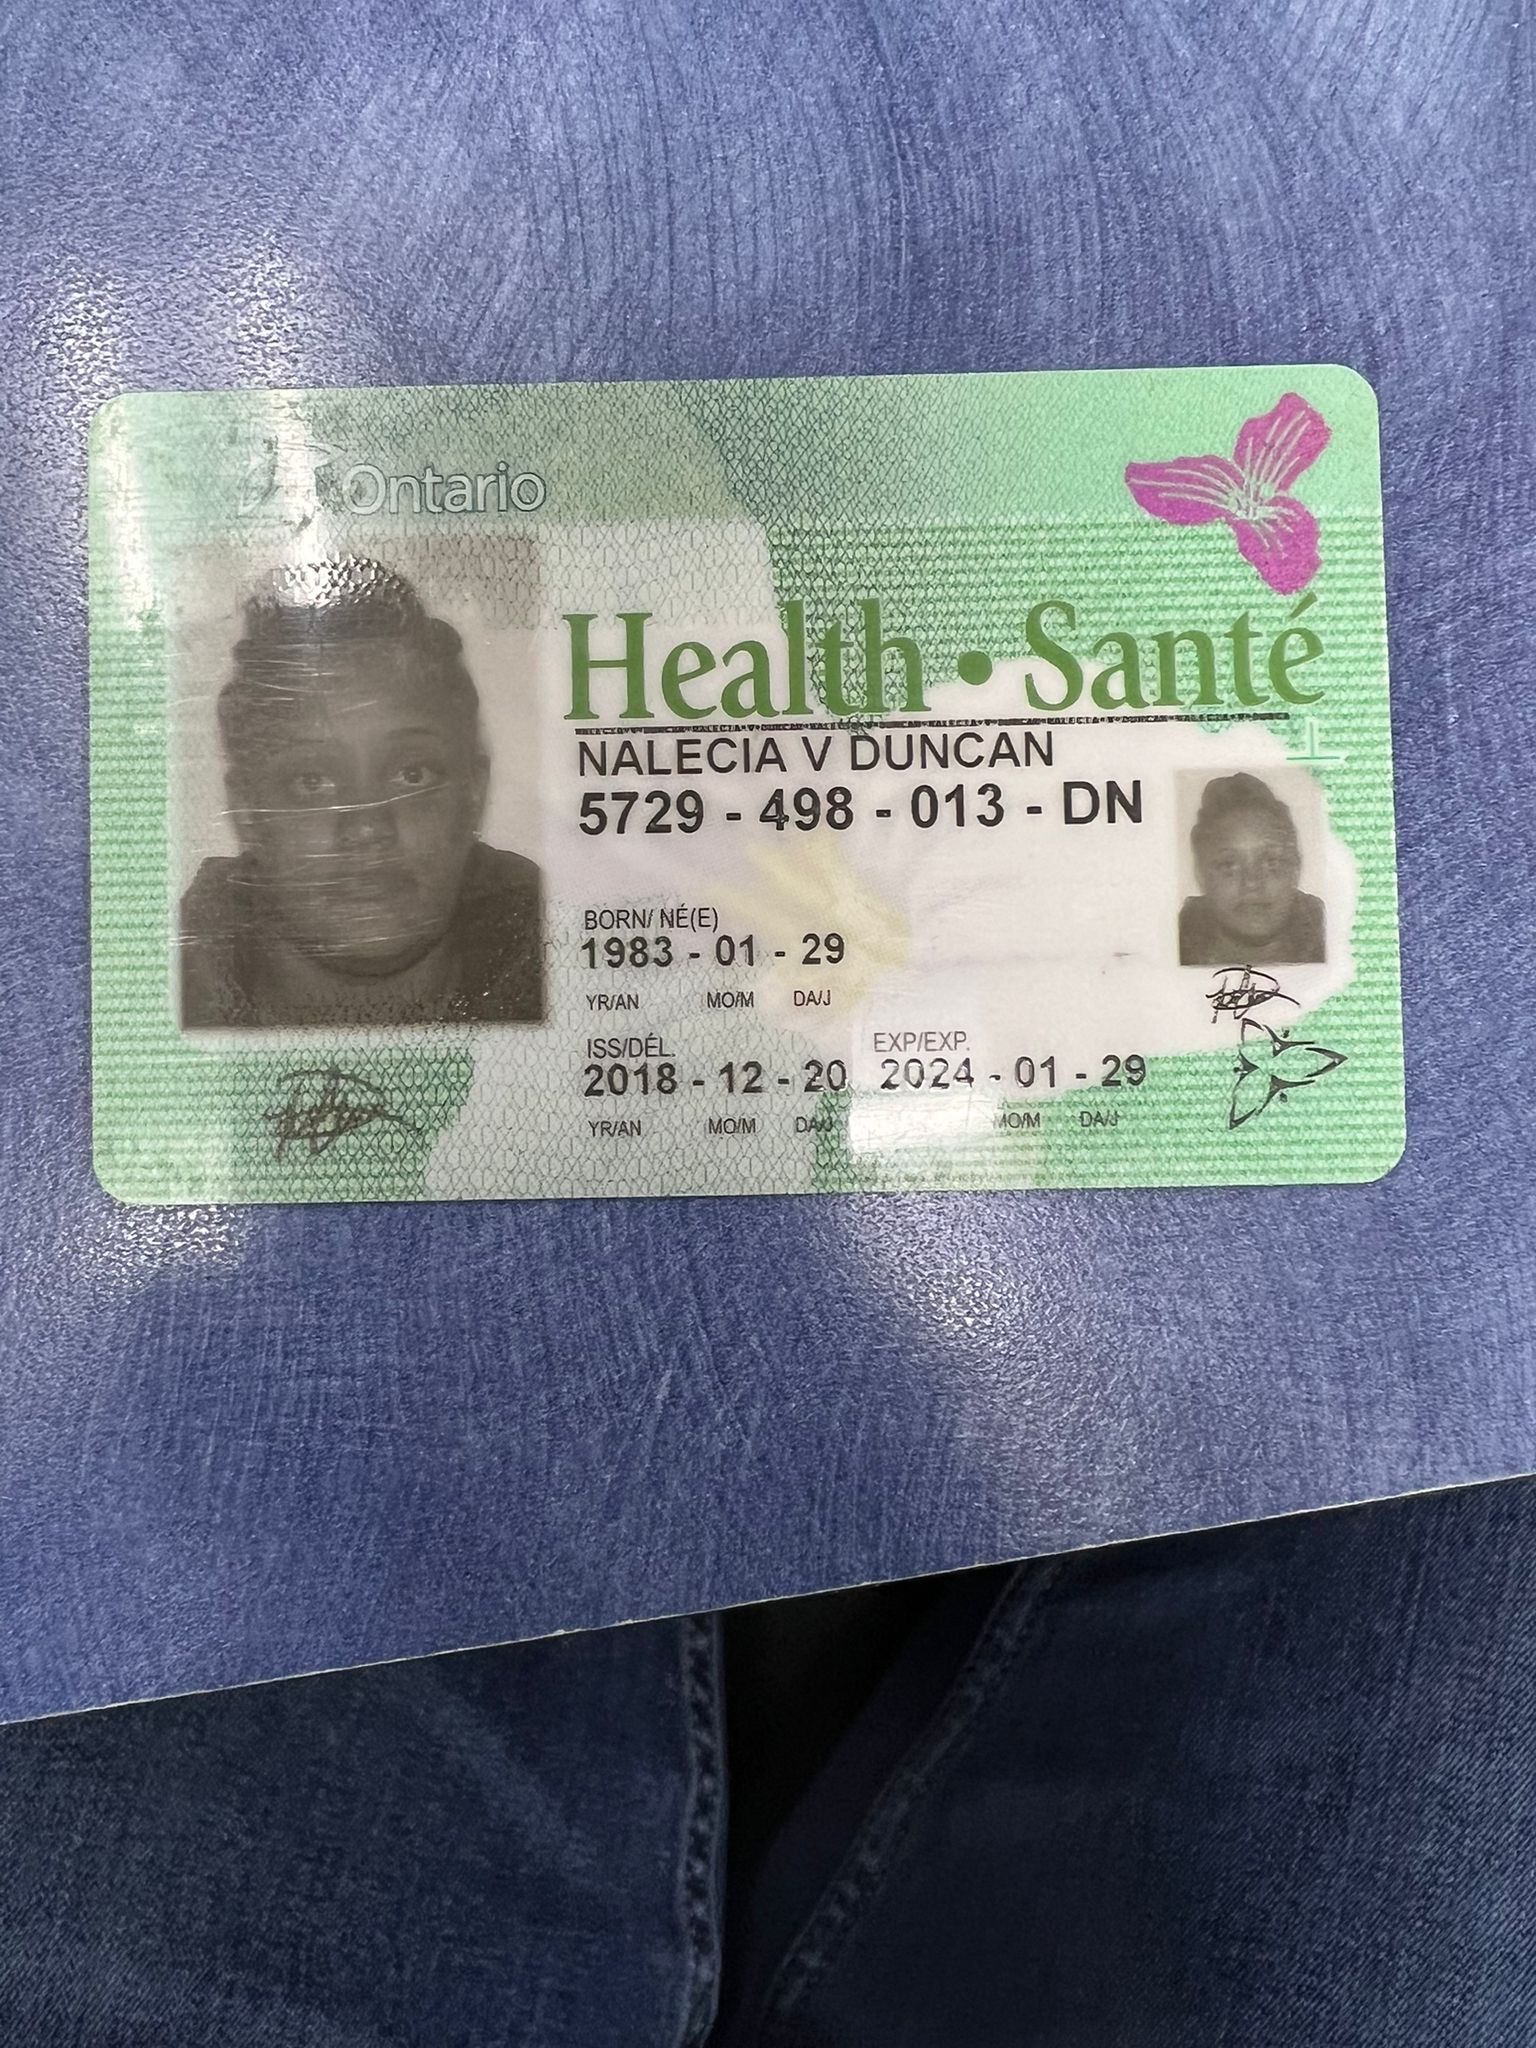 Ontario
Health • Santé
NALECIA V DUNCAN
5729 - 498 - 013 - DN
BORN/ NÉ(E)
1983 - 01 - 29
YR/AN MO/M DA/J
ISS/DÉL. EXP/EXP.
2018 - 12 - 20 2024 - 01 - 29
YR/AN MO/M DA/J MO/M DA/J